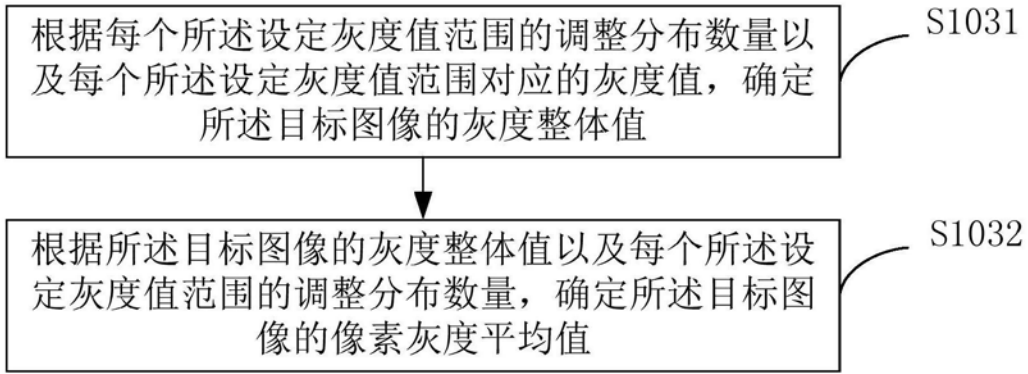 根据每个所述设定灰度值范围的调整分布数量以
及每个所述设定灰度值范围对应的灰度值，确定
所述目标图像的灰度整体值
S1031
根据所述目标图像的灰度整体值以及每个所述设
定灰度值范围的调整分布数量，确定所述目标图
像的像素灰度平均值
S1032